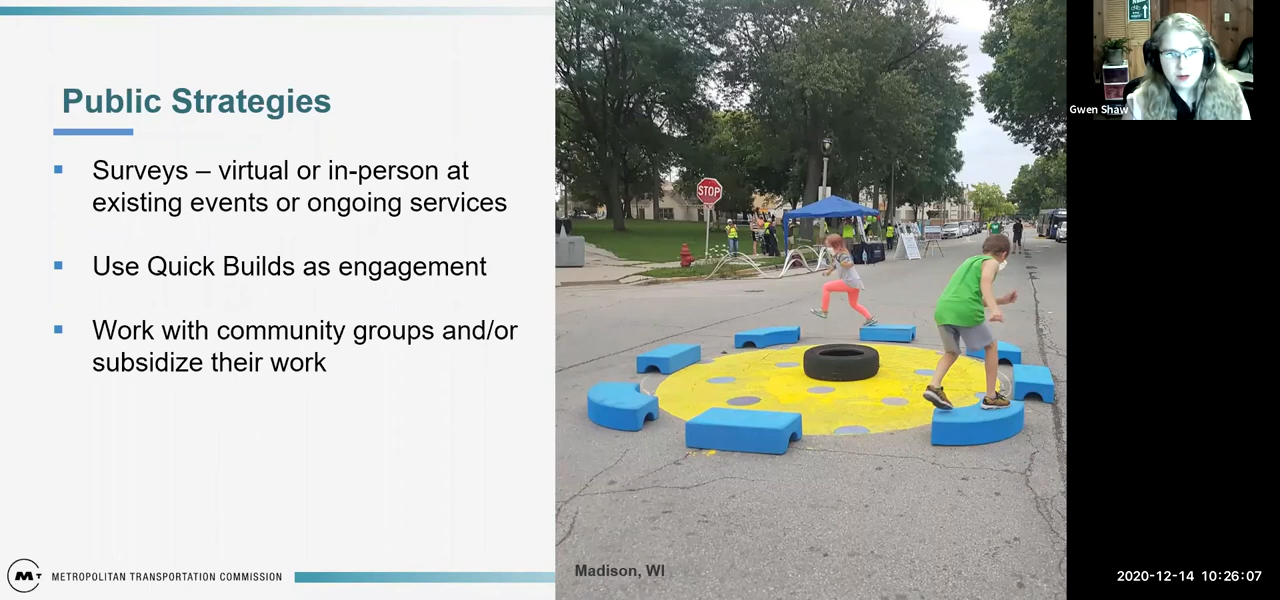 Public Strategies
Surveys – virtual or in-person at
existing events or ongoing services
Use Quick Builds as engagement
Work with community groups and/or
subsidize their work
METROPOLITAN TRANSPORTATION COMMISSION
STOP
Madison, WI
Gwen Shaw
2020-12-14 10:26:07